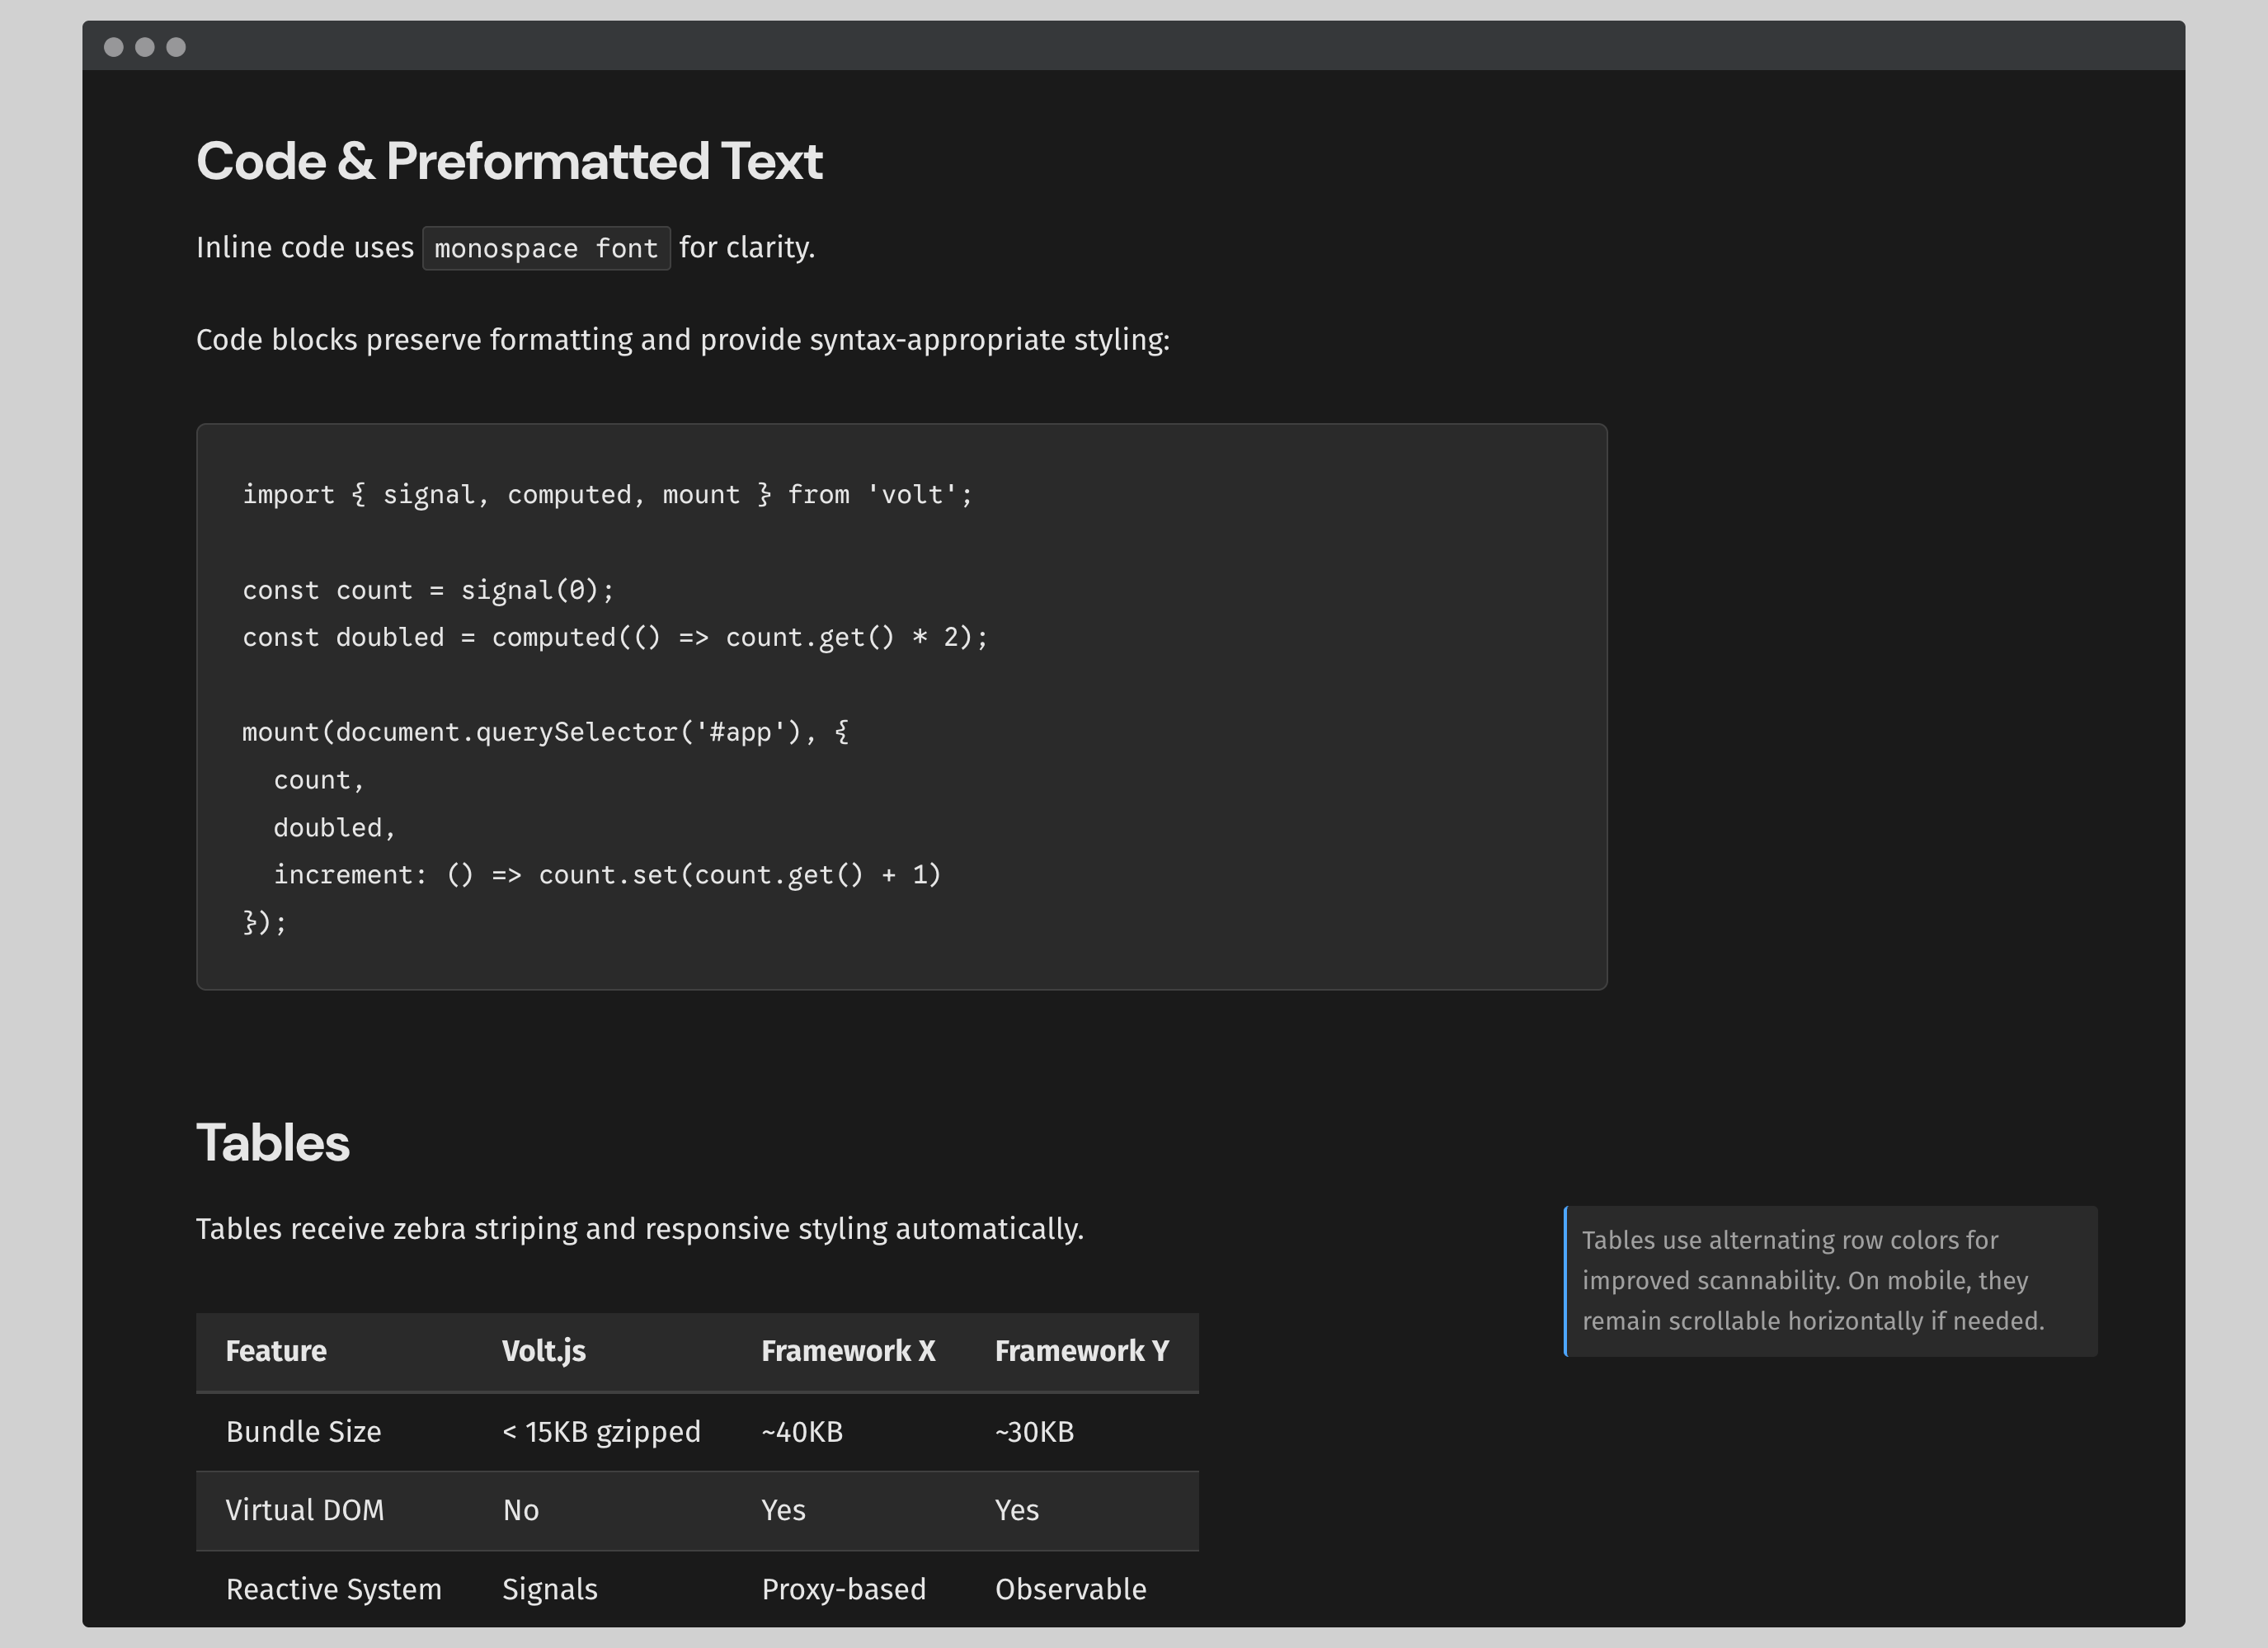 Code & Preformatted Text
Inline code uses monospace font for clarity.
Code blocks preserve formatting and provide syntax-appropriate styling:
import { signal, computed, mount } from 'volt';
const count = signal(0);
const doubled = computed(() => count.get() * 2);
mount(document.querySelector('#app'), {
  count,
  doubled,
  increment: () => count.set(count.get() + 1)
});
Tables
Tables receive zebra striping and responsive styling automatically.
Tables use alternating row colors for
improved scannability. On mobile, they
remain scrollable horizontally if needed.
Feature Volt.js Framework X Framework Y
Bundle Size < 15KB gzipped ~40KB ~30KB
Virtual DOM No Yes Yes
Reactive System Signals Proxy-based Observable